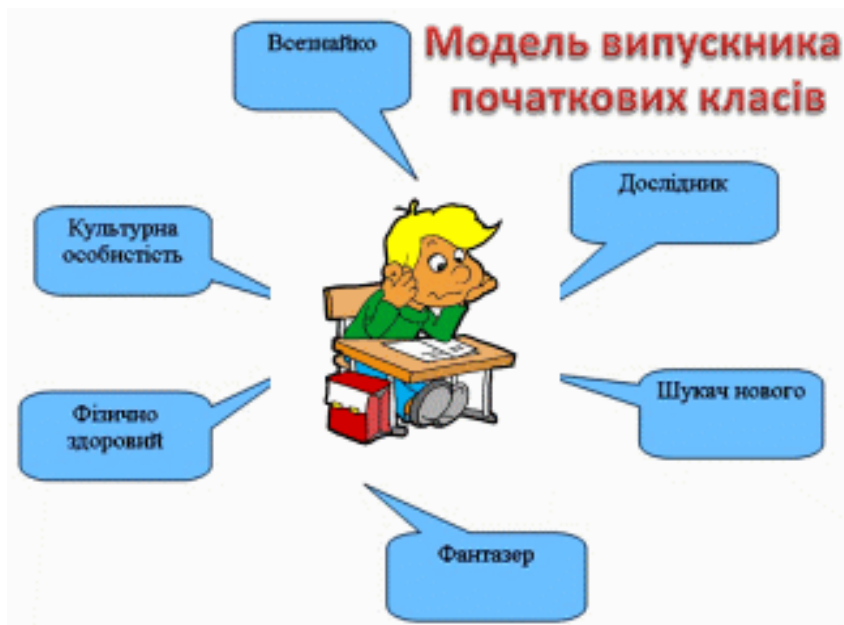 Модель випускника
початкових класів
Всезнайко
Дослідник
Культурна
особистість
Шукач нового
Фізично
здоровий
Фантазер